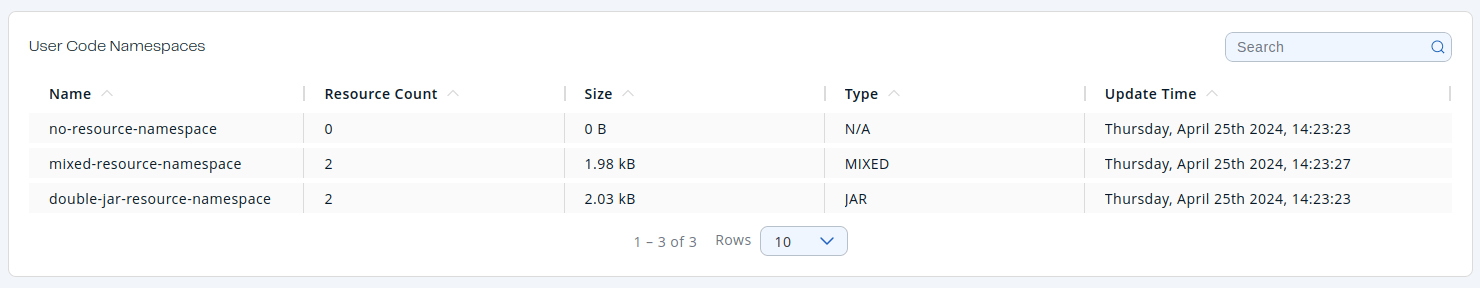 User Code Namespaces
Search
Name Resource Count Size Type Update Time
no-resource-namespace 0 0 B N/A Thursday, April 25th 2024, 14:23:23
mixed-resource-namespace 2 1.98 kB MIXED Thursday, April 25th 2024, 14:23:27
double-jar-resource-namespace 2 2.03 kB JAR Thursday, April 25th 2024, 14:23:23
1 – 3 of 3 Rows 10